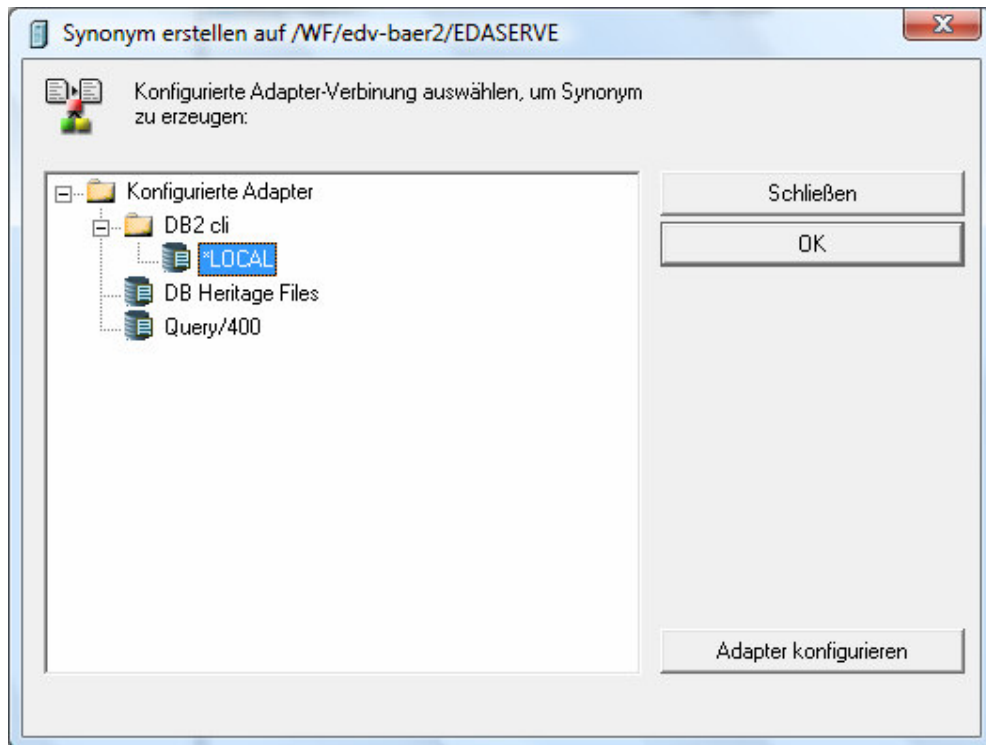 Synonym erstellen auf /WF/edv-baer2/EDASERVE
Konfigurierte Adapter-Verbinung auswählen, um Synonym
zu erzeugen:
Konfigurierte Adapter
DB2 cli
*LOCAL
DB Heritage Files
Query/400
Schließen
OK
Adapter konfigurieren